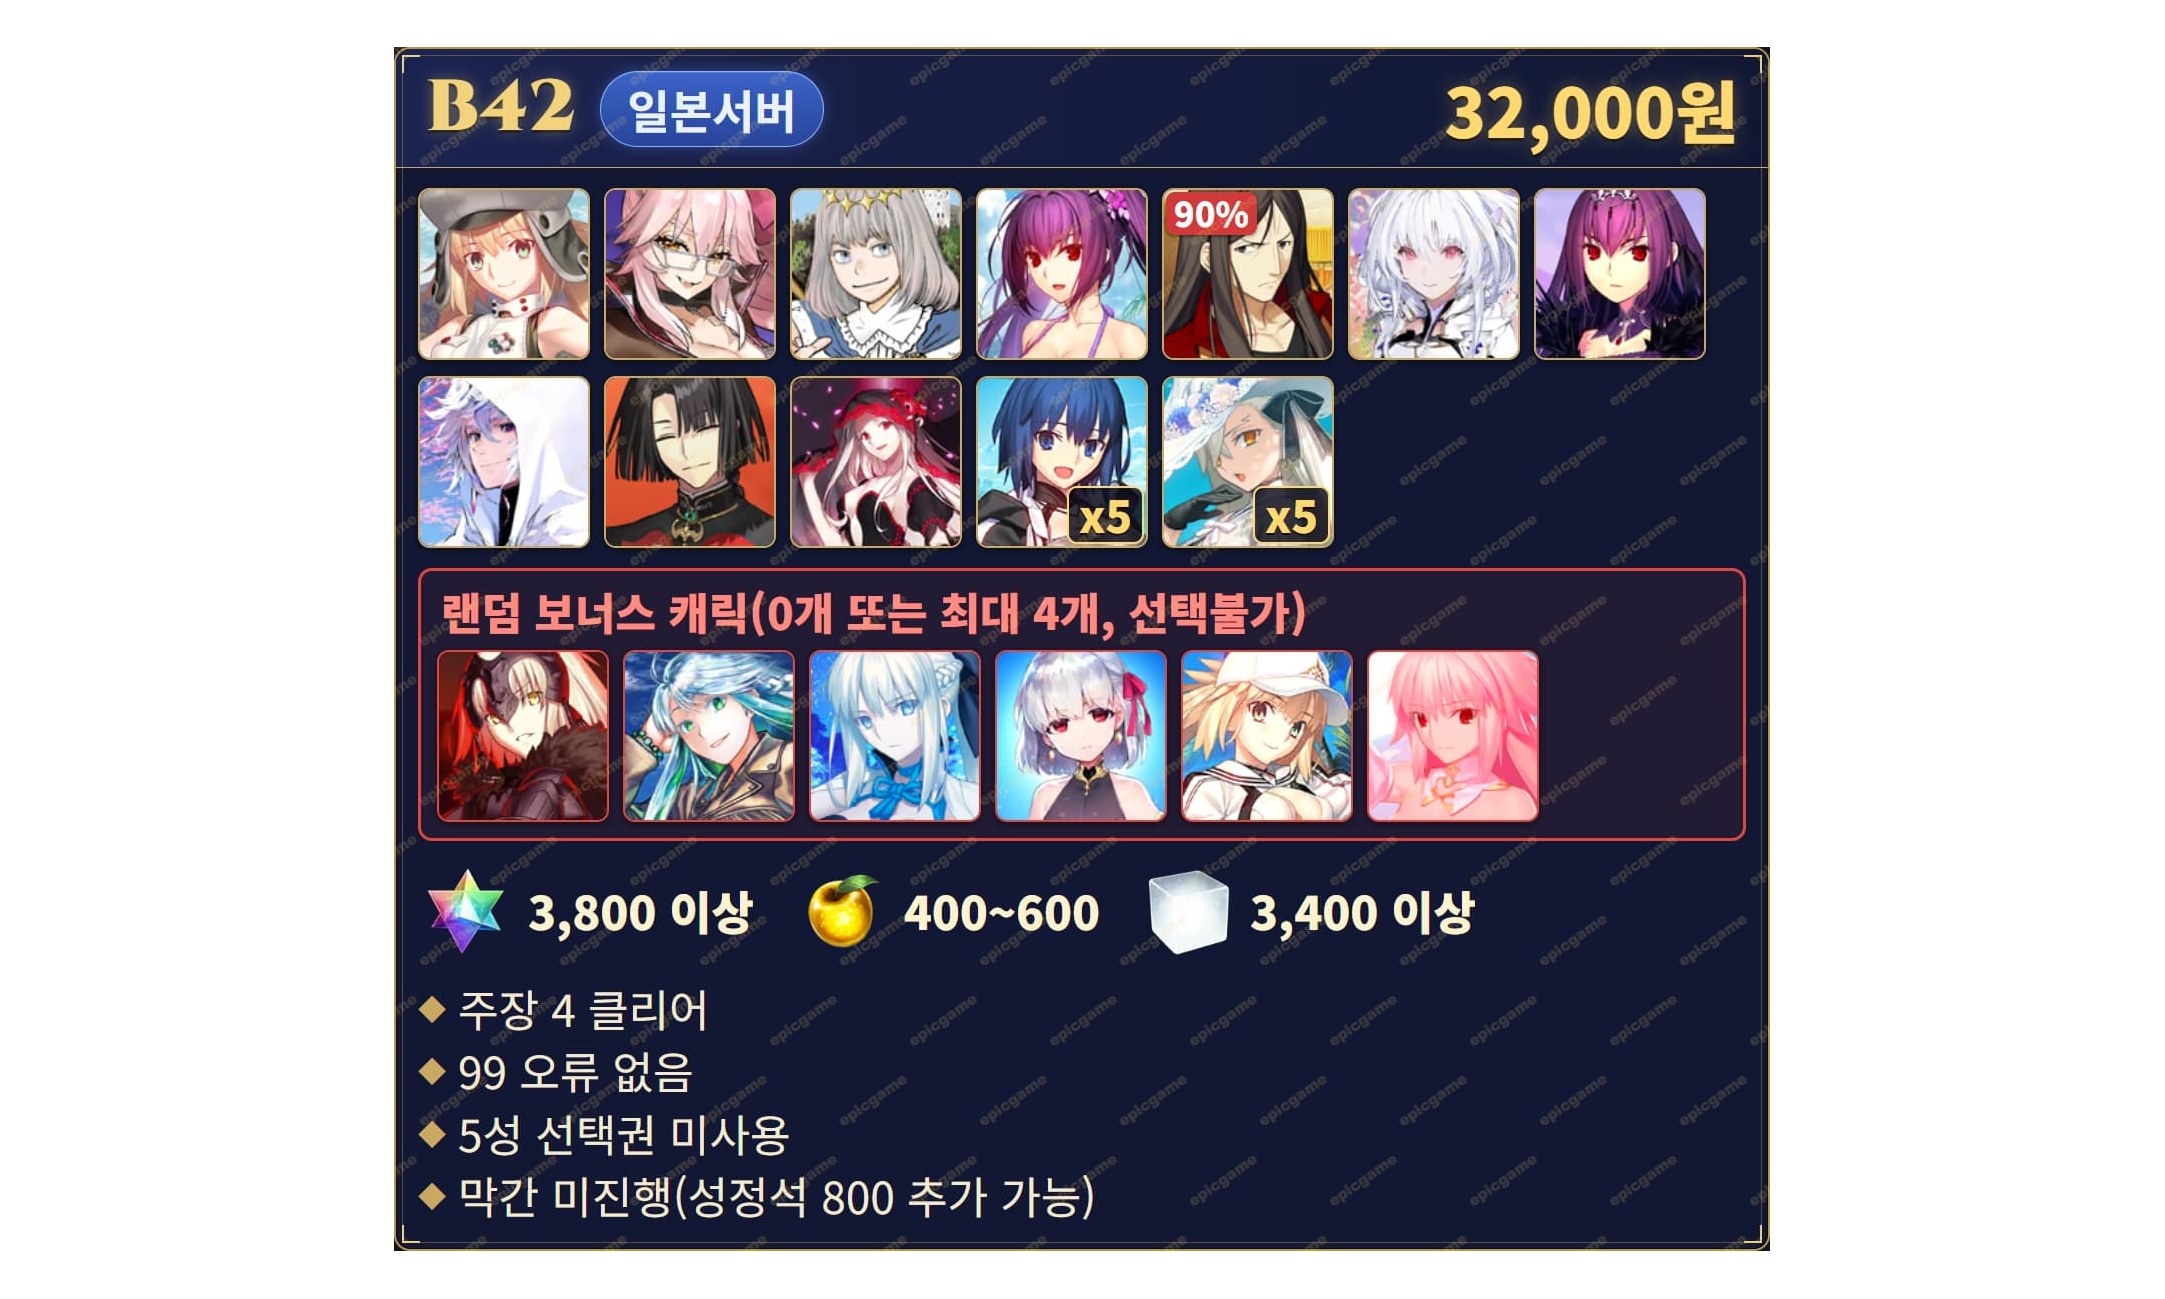 B42 일본서버 32,000원
90%
x5 x5
랜덤 보너스 캐릭(0개 또는 최대 4개, 선택불가)
3,800 이상 400~600 3,400 이상
주장 4 클리어
99 오류 없음
5성 선택권 미사용
막간 미진행(성정석 800 추가 가능)
epicgame